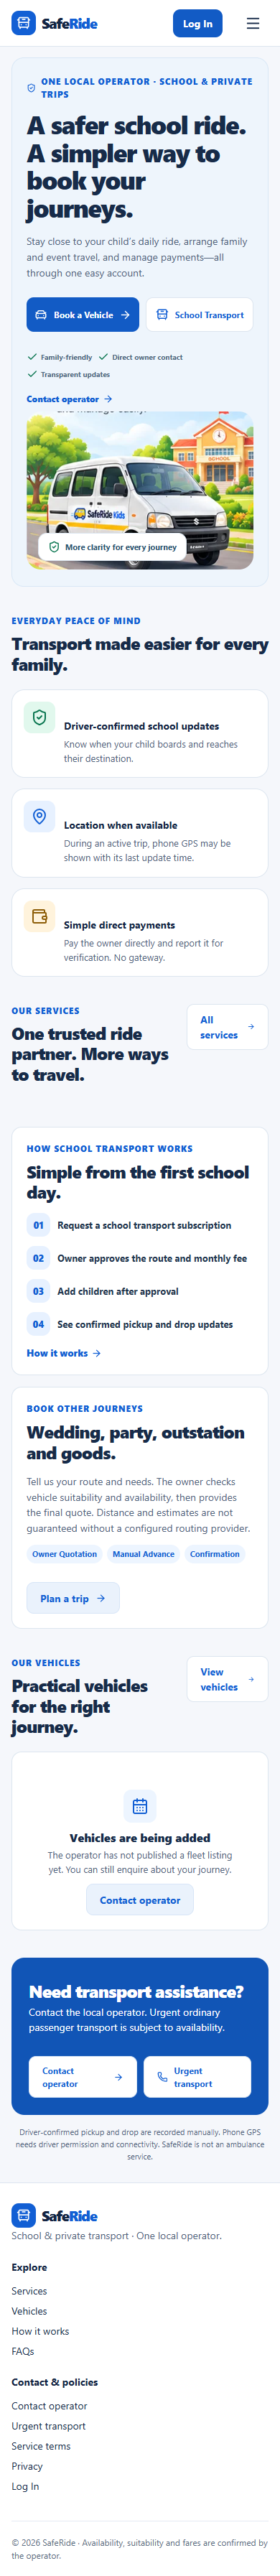 SafeRide
Log In
ONE LOCAL OPERATOR · SCHOOL & PRIVATE
TRIPS
A safer school ride.
A simpler way to
book your
journeys.
Stay close to your child's daily ride, arrange family
and event travel, and manage payments—all
through one easy account.
Book a Vehicle
School Transport
Family-friendly
Direct owner contact
Transparent updates
Contact operator
SCHOOL
SafeRide Kids
More clarity for every journey
EVERYDAY PEACE OF MIND
Transport made easier for every
family.
Driver-confirmed school updates
Know when your child boards and reaches
their destination.
Location when available
During an active trip, phone GPS may be
shown with its last update time.
Simple direct payments
Pay the owner directly and report it for
verification. No gateway.
OUR SERVICES
One trusted ride
partner. More ways
to travel.
All
services
HOW SCHOOL TRANSPORT WORKS
Simple from the first school
day.
01 Request a school transport subscription
02 Owner approves the route and monthly fee
03 Add children after approval
04 See confirmed pickup and drop updates
How it works
BOOK OTHER JOURNEYS
Wedding, party, outstation
and goods.
Tell us your route and needs. The owner checks
vehicle suitability and availability, then provides
the final quote. Distance and estimates are not
guaranteed without a configured routing provider.
Owner Quotation
Manual Advance
Confirmation
Plan a trip
OUR VEHICLES
Practical vehicles
for the right
journey.
View
vehicles
Vehicles are being added
The operator has not published a fleet listing
yet. You can still enquire about your journey.
Contact operator
Need transport assistance?
Contact the local operator. Urgent ordinary
passenger transport is subject to availability.
Contact
operator
Urgent
transport
Driver-confirmed pickup and drop are recorded manually. Phone GPS
needs driver permission and connectivity. SafeRide is not an ambulance
service.
SafeRide
School & private transport · One local operator.
Explore
Services
Vehicles
How it works
FAQs
Contact & policies
Contact operator
Urgent transport
Service terms
Privacy
Log In
© 2026 SafeRide · Availability, suitability and fares are confirmed by
the operator.